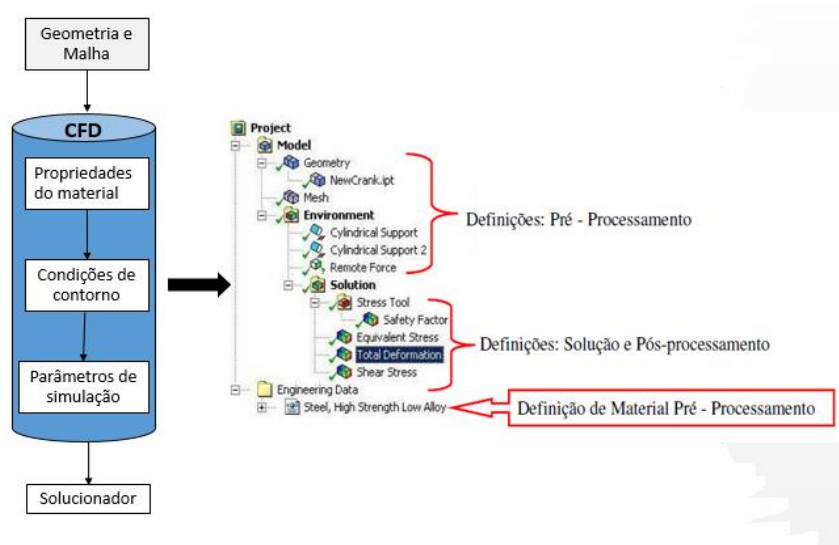 Geometria e
Malha
CFD
Propriedades
do material
Condições de
contorno
Parâmetros de
simulação
Solucionador
Project
Model
Geometry
NewCrank.ipt
Mesh
Environment
Cylindrical Support
Cylindrical Support 2
Remote Force
Solution
Stress Tool
Safety Factor
Equivalent Stress
Total Deformation
Shear Stress
Engineering Data
Steel, High Strength Low Alloy
Definições: Pré - Processamento
Definições: Solução e Pós-processamento
Definição de Material Pré - Processamento